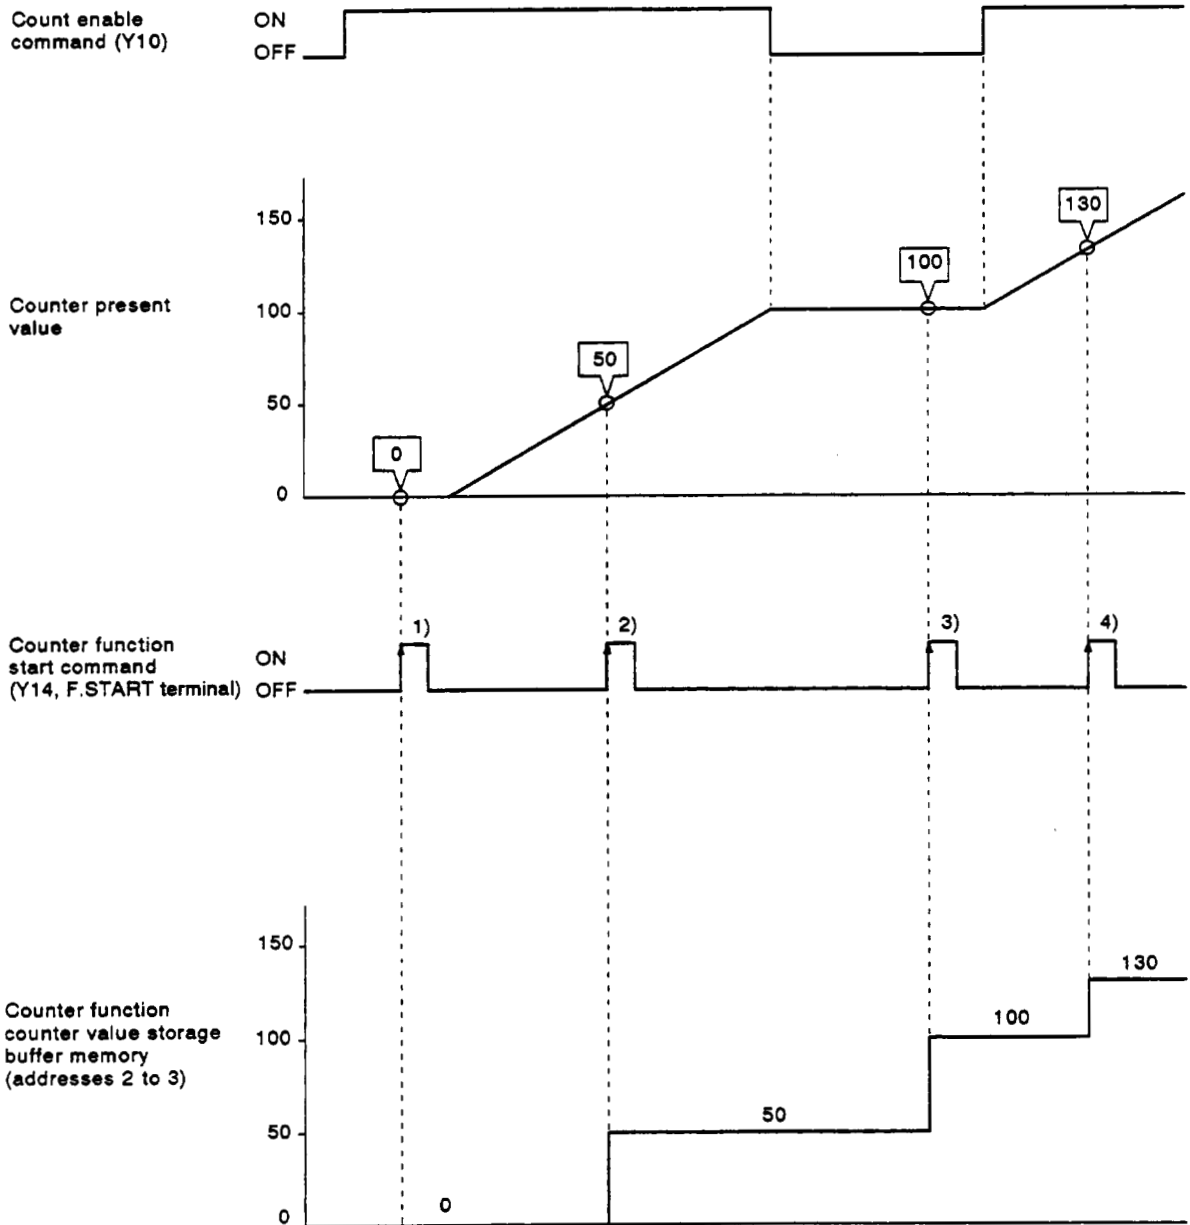 Count enable
command (Y10)
ON
OFF
150
100
50
0
Counter present
value
0
50
100
130
Counter function
start command
(Y14, F.START terminal)
ON
OFF
1)
2)
3)
4)
Counter function
counter value storage
buffer memory
(addresses 2 to 3)
150
100
50
0
0
50
100
130